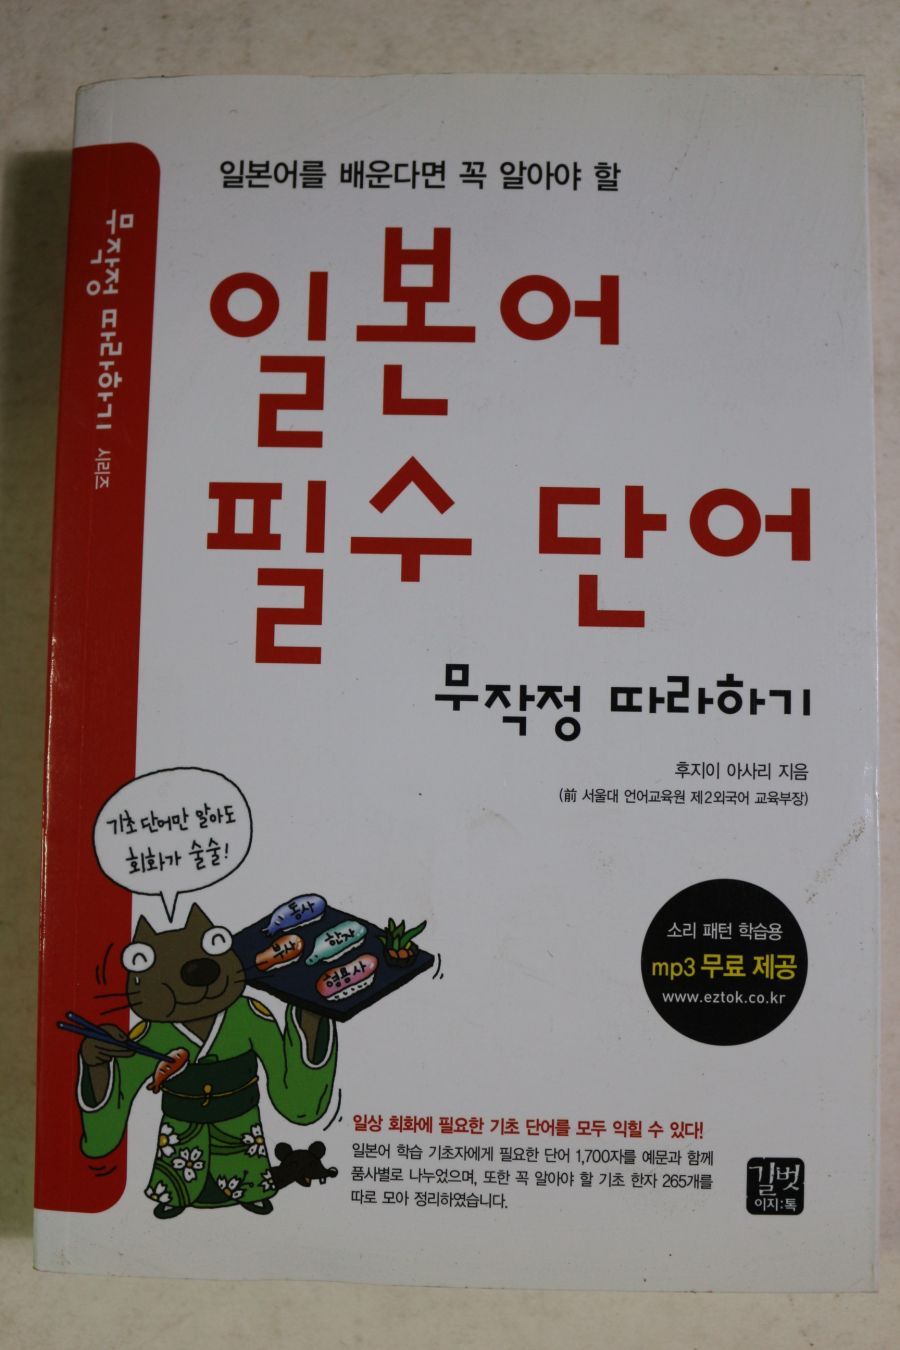 일본어를 배운다면 꼭 알아야 할
일본어
필수 단어
무작정 따라하기
무작정 따라하기 시리즈
후지이 아사리 지음
(前 서울대 언어교육원 제2외국어 교육부장)
기초 단어만 알아도
회화가 술술!
동사
부사
한자
형용사
소리 패턴 학습용
mp3 무료 제공
www.eztok.co.kr
일상 회화에 필요한 기초 단어를 모두 익힐 수 있다!
일본어 학습 기초자에게 필요한 단어 1,700자를 예문과 함께
품사별로 나누었으며, 또한 꼭 알아야 할 기초 한자 265개를
따로 모아 정리하였습니다.
길벗
이지:톡